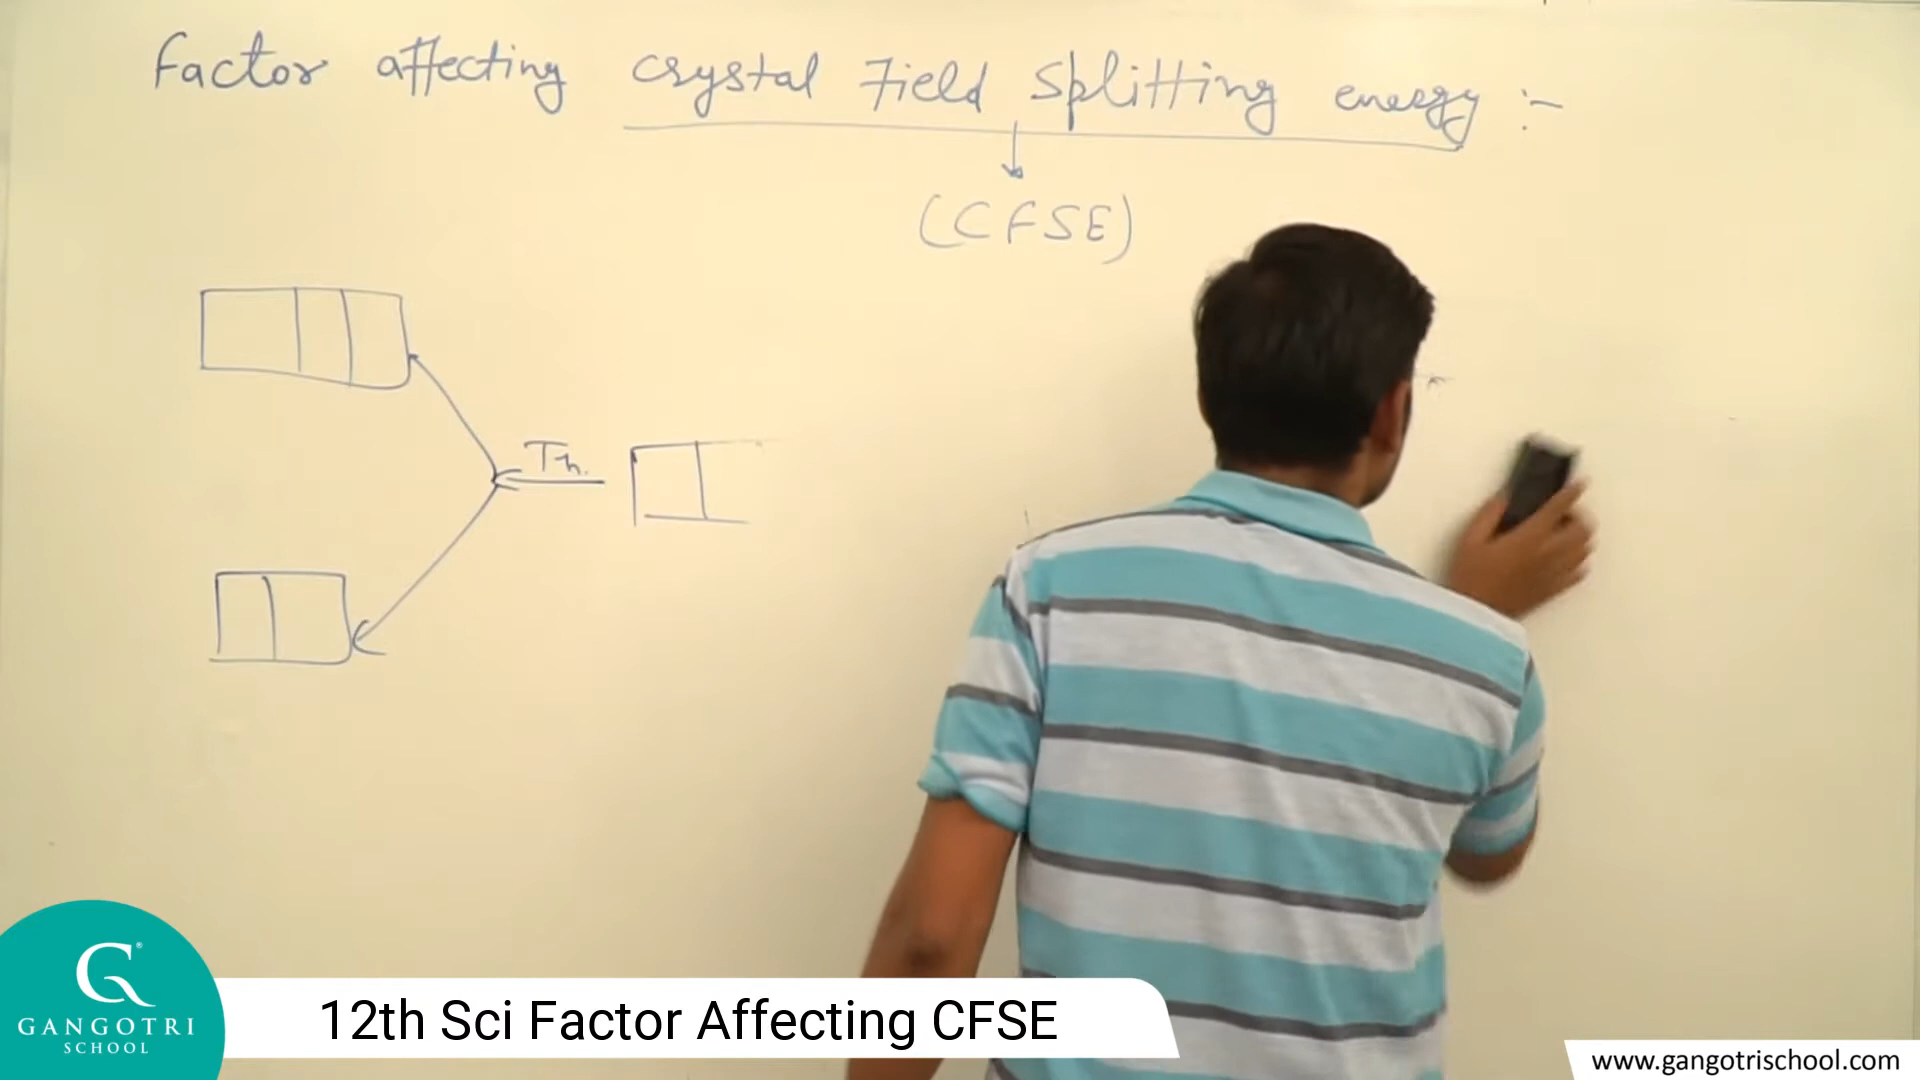 Factor affecting crystal Field Splitting energy :-
(CFSE)
Th.
G
GANGOTRI
SCHOOL
12th Sci Factor Affecting CFSE
www.gangotrischool.com